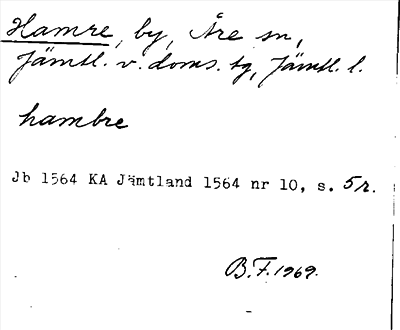 Hamre, by, Åre sn,
Jämtl. v. doms. tg, Jämtl. l.
hambre
Jb 1564 KA Jämtland 1564 nr 10, s. 5r.
B.F. 1969.